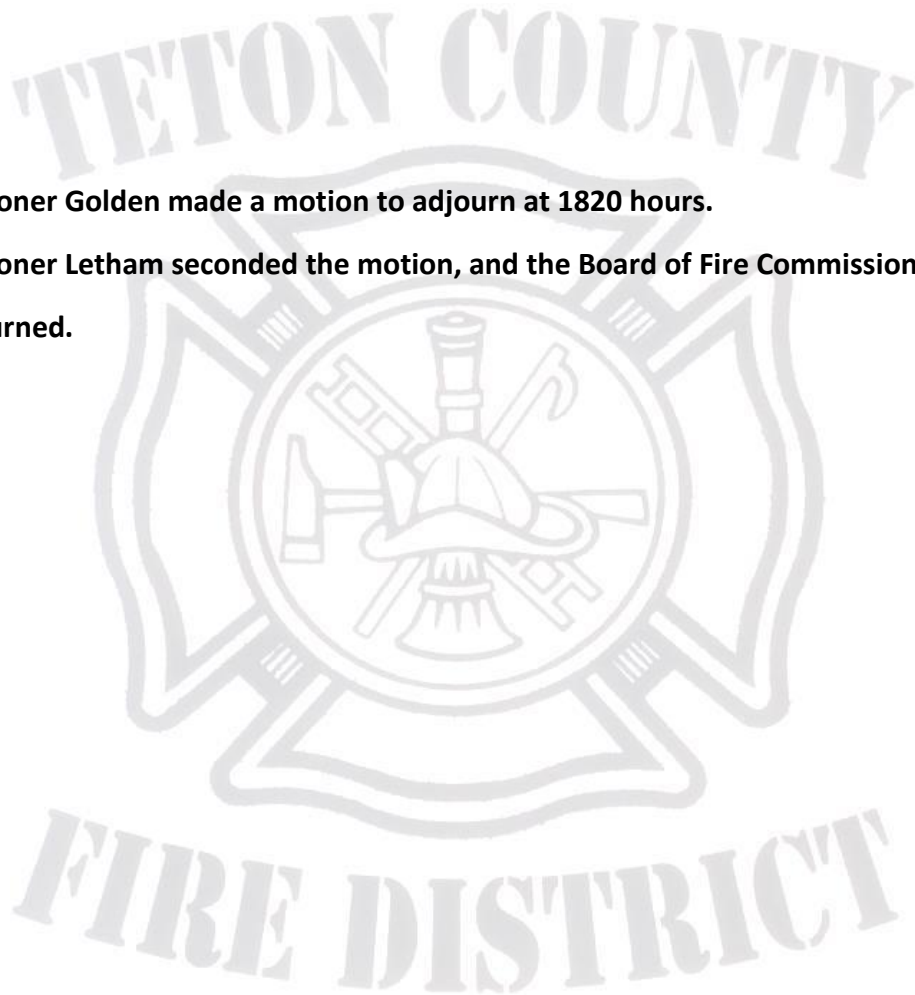 TETON COUNTY
oner Golden made a motion to adjourn at 1820 hours.
oner Letham seconded the motion, and the Board of Fire Commission
urned.
FIRE DISTRICT